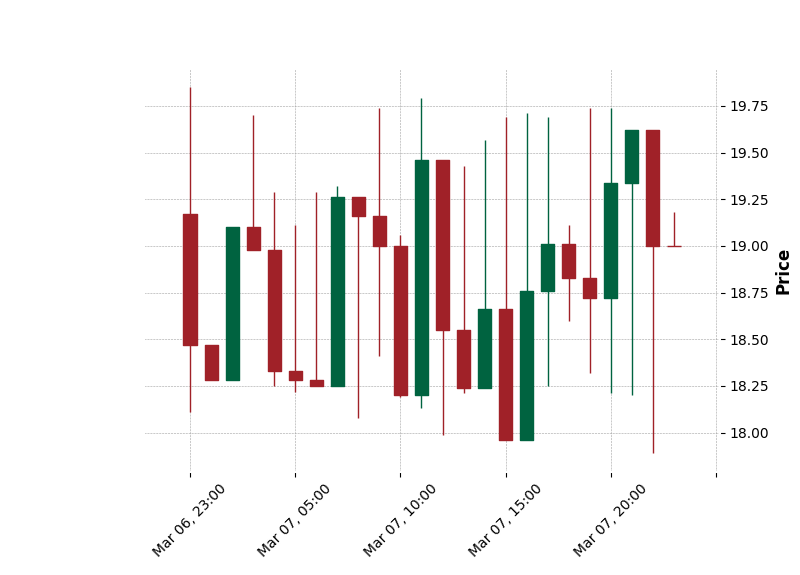 19.75
19.50
19.25
19.00
18.75
18.50
18.25
18.00
Price
Mar 06, 23:00
Mar 07, 05:00
Mar 07, 10:00
Mar 07, 15:00
Mar 07, 20:00